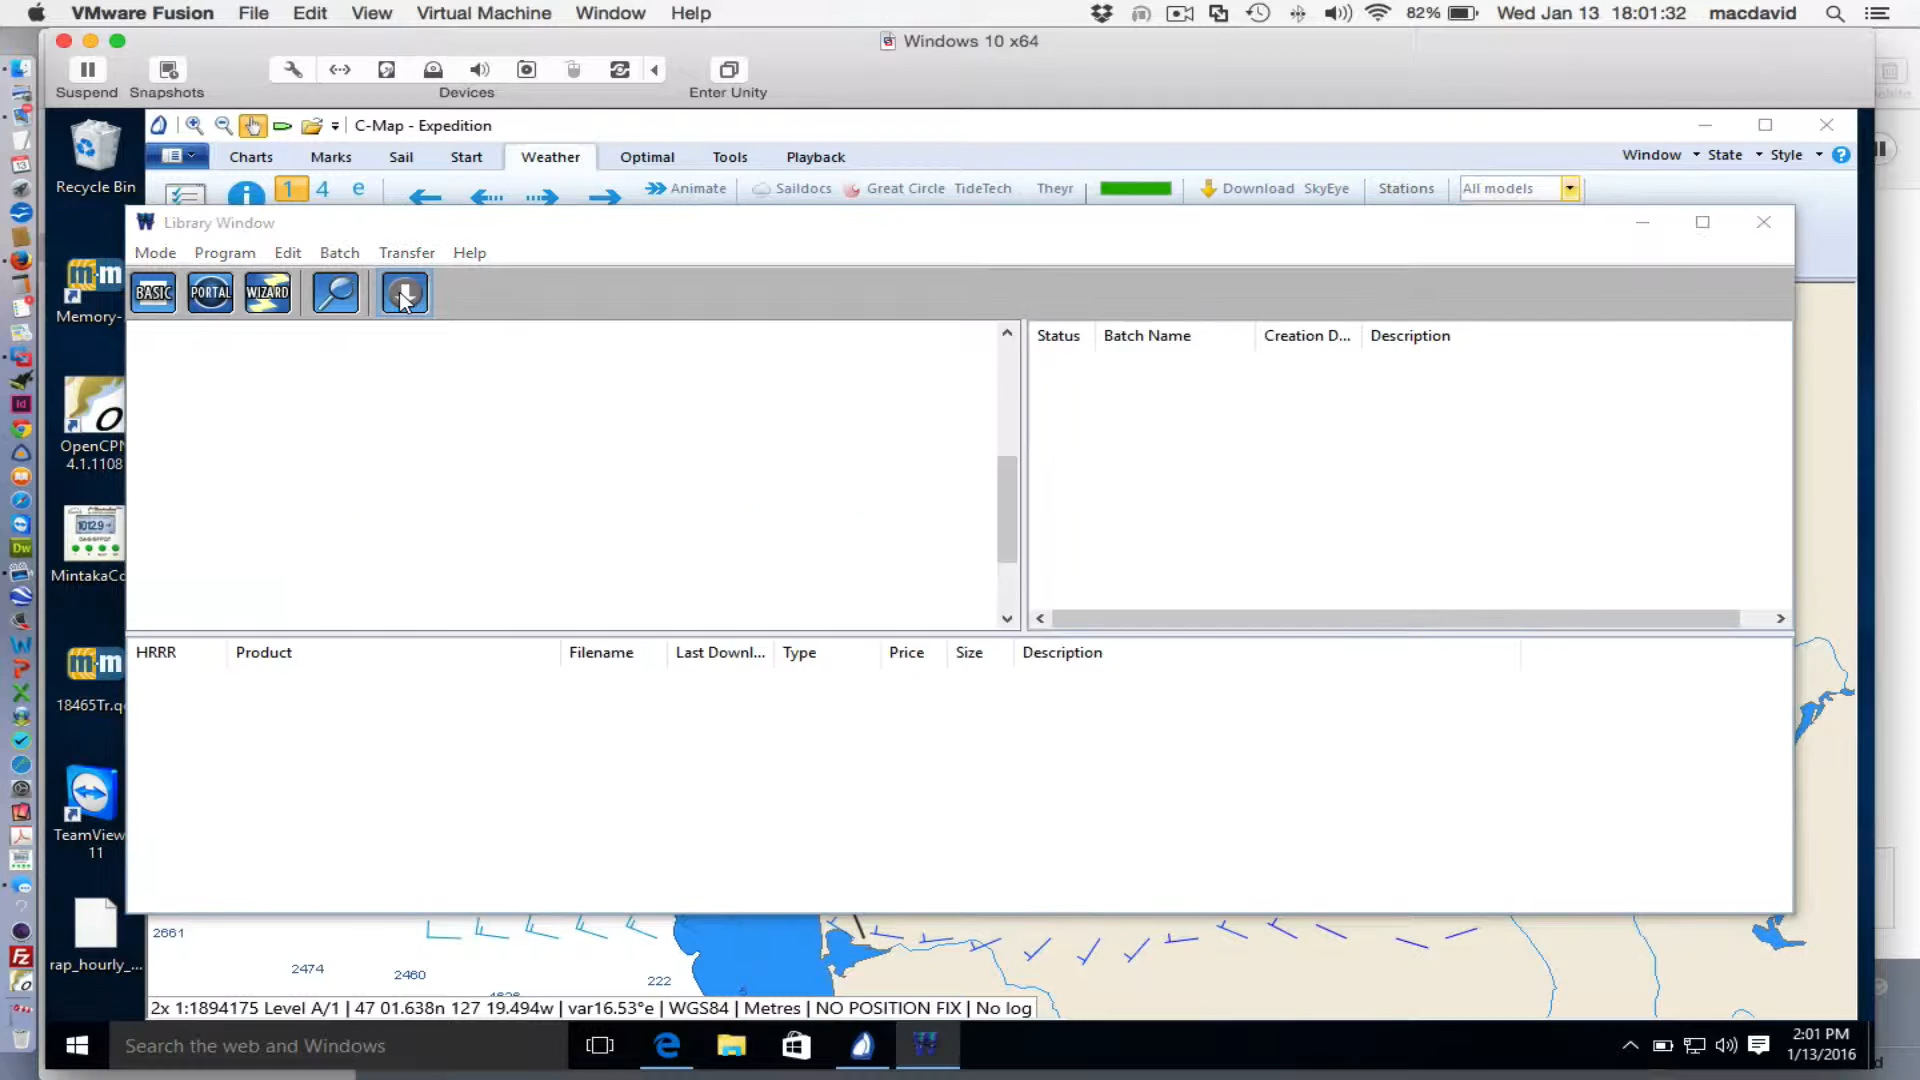 VMware Fusion File Edit View Virtual Machine Window Help 82% Wed Jan 13 18:01:32 macdavid
Windows 10 x64
Suspend Snapshots Devices Enter Unity
C-Map - Expedition
Charts Marks Sail Start Weather Optimal Tools Playback Window State Style
1 4 e Animate Saildocs Great Circle TideTech Theyr Download SkyEye Stations All models
Library Window
Mode Program Edit Batch Transfer Help
BASIC PORTAL WIZARD
Status Batch Name Creation D... Description
HRRR Product Filename Last Downl... Type Price Size Description
Recycle Bin
Memory-
OpenCPN
4.1.1108
1012.9
MintakaCo
18465Tr.q
TeamView
11
rap_hourly_...
2661
2474 2460 222
2x 1:1894175 Level A/1 | 47 01.638n 127 19.494w | var16.53°e | WGS84 | Metres | NO POSITION FIX | No log
Search the web and Windows
2:01 PM
1/13/2016